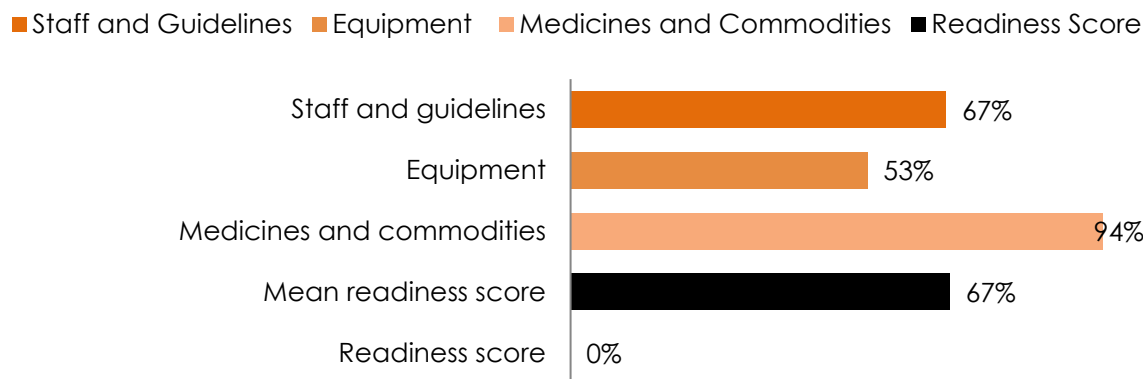 Staff and Guidelines Equipment Medicines and Commodities Readiness Score
Staff and guidelines 67%
Equipment 53%
Medicines and commodities 94%
Mean readiness score 67%
Readiness score 0%